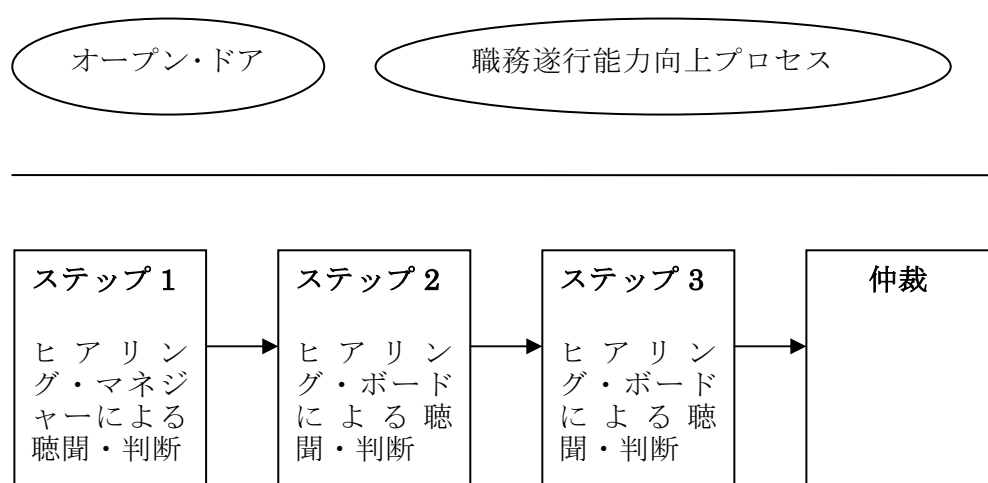 オープン・ドア
職務遂行能力向上プロセス
ステップ 1
ヒアリン
グ・マネジ
ャーによる
聴聞・判断
ステップ 2
ヒアリン
グ・ボード
による聴
聞・判断
ステップ 3
ヒアリン
グ・ボード
による聴
聞・判断
仲裁